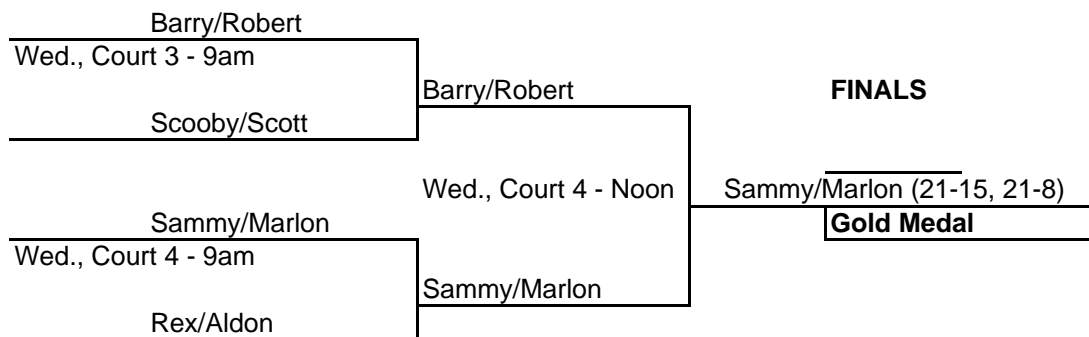 Barry/Robert
Wed., Court 3 - 9am
Barry/Robert
FINALS
Scooby/Scott
Wed., Court 4 - Noon
Sammy/Marlon (21-15, 21-8)
Sammy/Marlon
Gold Medal
Wed., Court 4 - 9am
Sammy/Marlon
Rex/Aldon